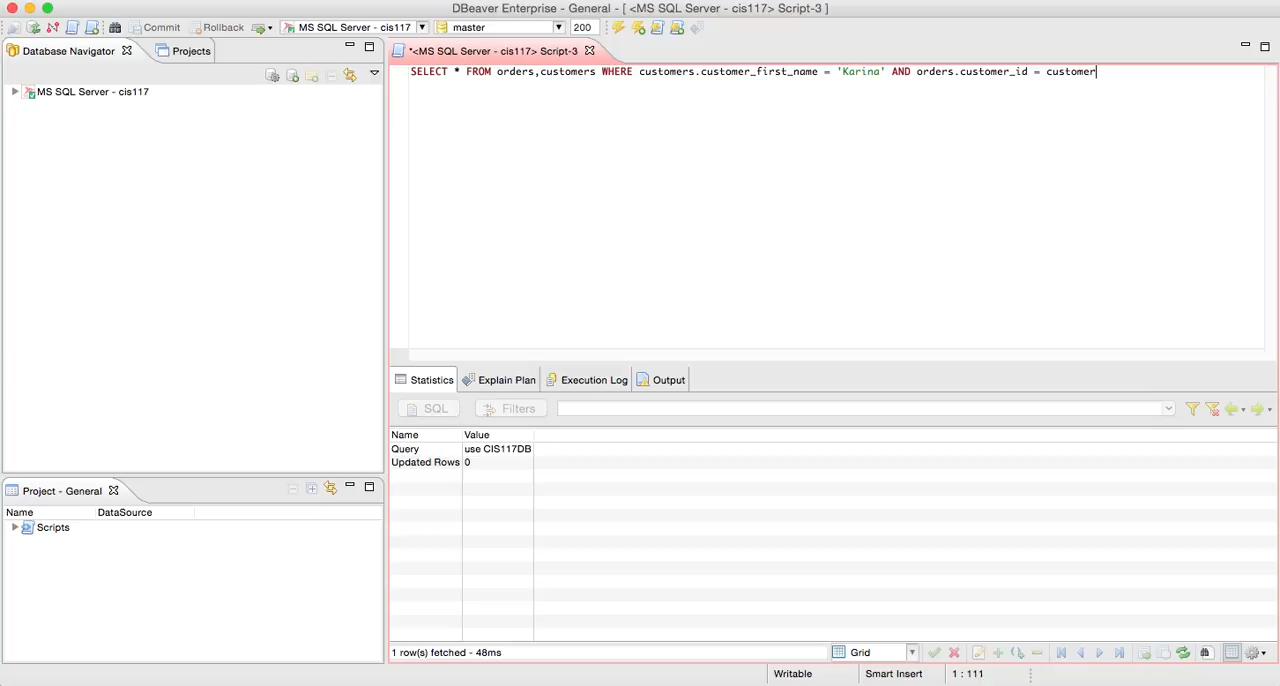 DBeaver Enterprise - General - [ <MS SQL Server - cis117> Script-3 ]
Commit Rollback MS SQL Server - cis117 master 200
Database Navigator Projects
MS SQL Server - cis117
*<MS SQL Server - cis117> Script-3
SELECT * FROM orders,customers WHERE customers.customer_first_name = 'Karina' AND orders.customer_id = customer
Statistics Explain Plan Execution Log Output
SQL Filters
Name Value
Query use CIS117DB
Updated Rows 0
Project - General
Name DataSource
Scripts
1 row(s) fetched - 48ms Grid
Writable Smart Insert 1 : 111